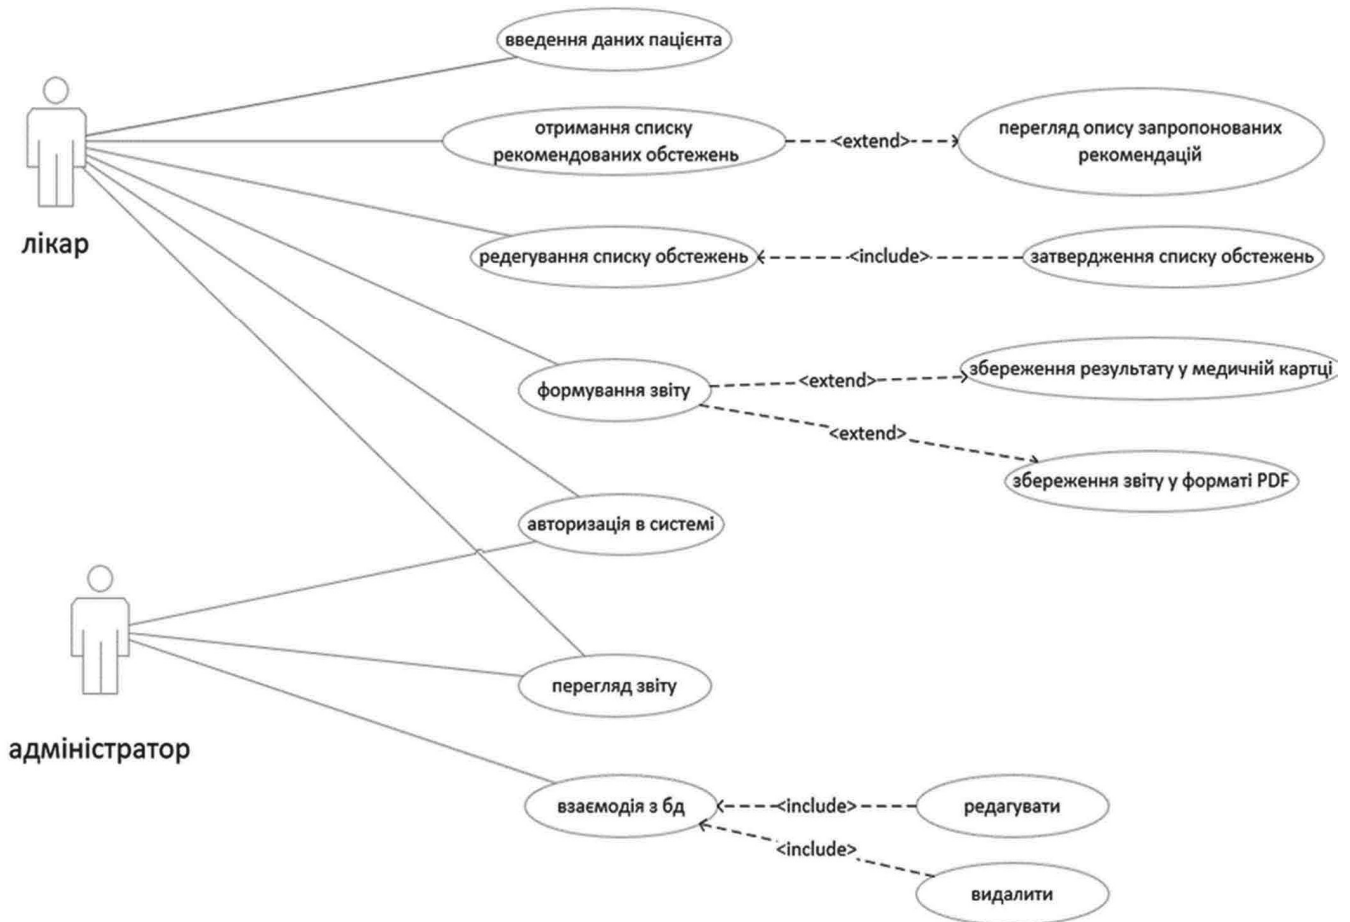 введення даних пацієнта
отримання списку
рекомендованих обстежень
<extend>
перегляд опису запропонованих
рекомендацій
лікар
редегування списку обстежень
<include>
затвердження списку обстежень
формування звіту
<extend>
збереження результату у медичній картці
<extend>
збереження звіту у форматі PDF
авторизація в системі
перегляд звіту
адміністратор
взаємодія з бд
<include>
редагувати
<include>
видалити